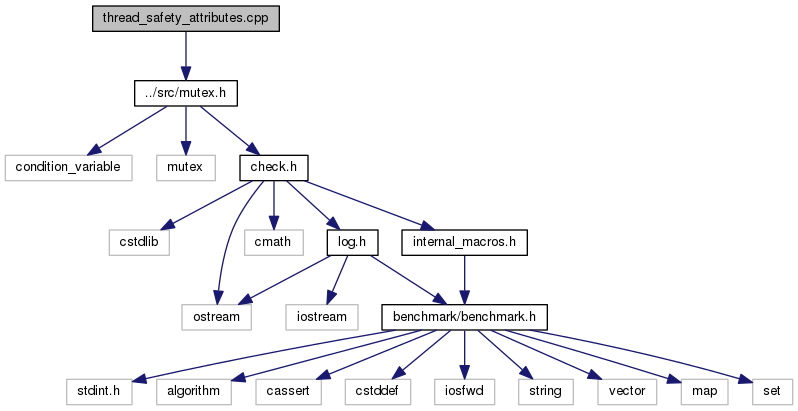 thread_safety_attributes.cpp
../src/mutex.h
condition_variable
mutex
check.h
cstdlib
cmath
log.h
internal_macros.h
ostream
iostream
benchmark/benchmark.h
stdint.h
algorithm
cassert
cstddef
iosfwd
string
vector
map
set